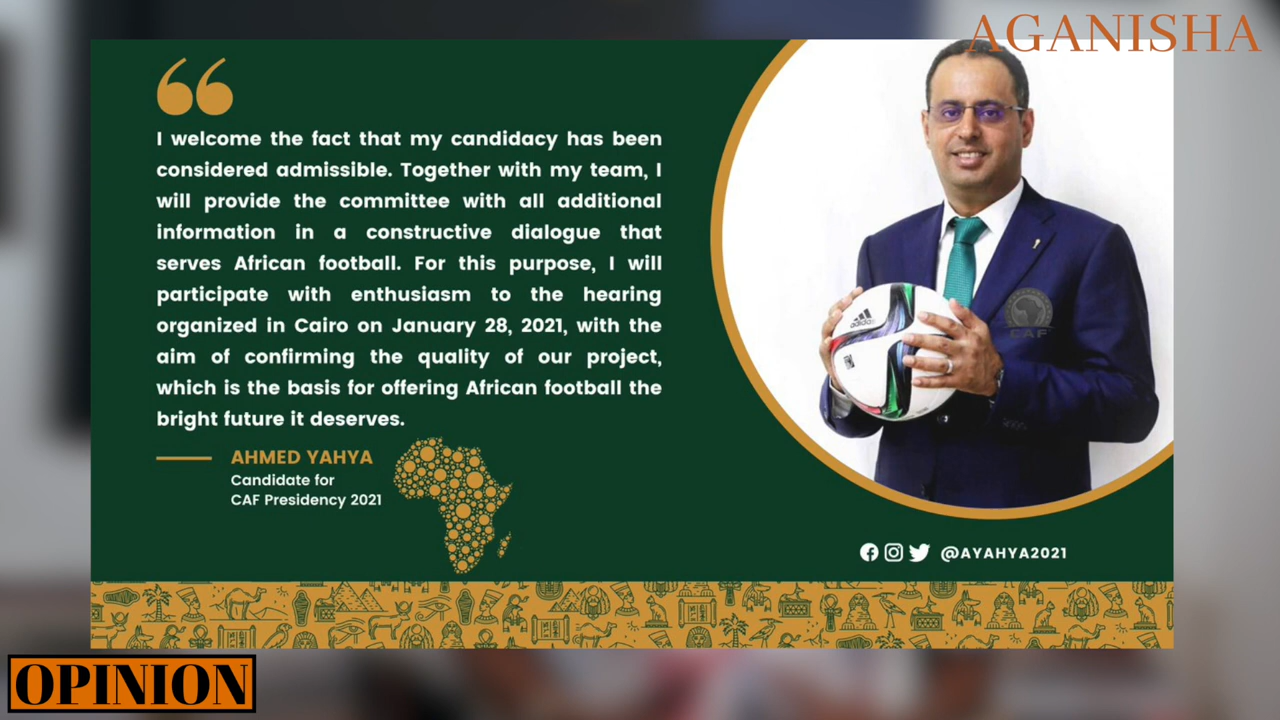 AGANISHA
I welcome the fact that my candidacy has been
considered admissible. Together with my team, I
will provide the committee with all additional
information in a constructive dialogue that
serves African football. For this purpose, I will
participate with enthusiasm to the hearing
organized in Cairo on January 28, 2021, with the
aim of confirming the quality of our project,
which is the basis for offering African football the
bright future it deserves.
AHMED YAHYA
Candidate for
CAF Presidency 2021
adidas
CAF
@AYAHYA2021
OPINION